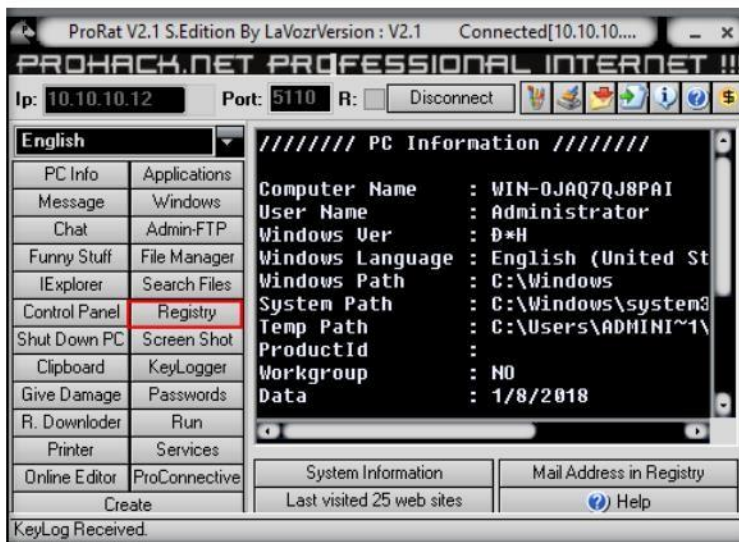 ProRat V2.1 S.Edition By LaVozrVersion : V2.1 Connected[10.10.10....
PROHACK.NET PROFESSIONAL INTERNET !!
Ip: 10.10.10.12 Port: 5110 R: Disconnect
English
PC Info Applications
Message Windows
Chat Admin-FTP
Funny Stuff File Manager
IExplorer Search Files
Control Panel Registry
Shut Down PC Screen Shot
Clipboard KeyLogger
Give Damage Passwords
R. Downloder Run
Printer Services
Online Editor ProConnective
Create
//////// PC Information ////////
Computer Name : WIN-OJAQ7QJ8PAI
User Name : Administrator
Windows Ver : Ð*H
Windows Language : English (United St
Windows Path : C:\Windows
System Path : C:\Windows\system3
Temp Path : C:\Users\ADMINI~1\
ProductId :
Workgroup : NO
Data : 1/8/2018
System Information Mail Address in Registry
Last visited 25 web sites Help
KeyLog Received.